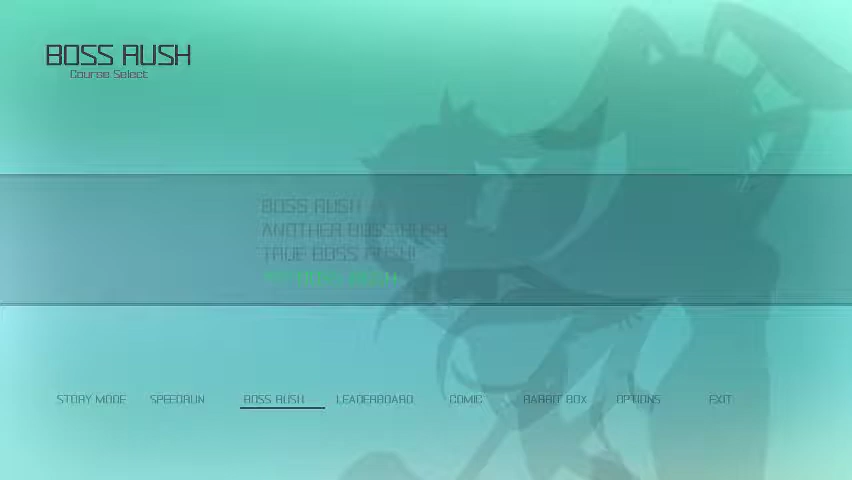 BOSS RUSH
Course Select
BOSS RUSH
ANOTHER BOSS RUSH
TRUE BOSS RUSH!
RUSH
STORY MODE SPEEDRUN BOSS RUSH LEADERBOARD COMIC RABBIT BOX OPTIONS EXIT